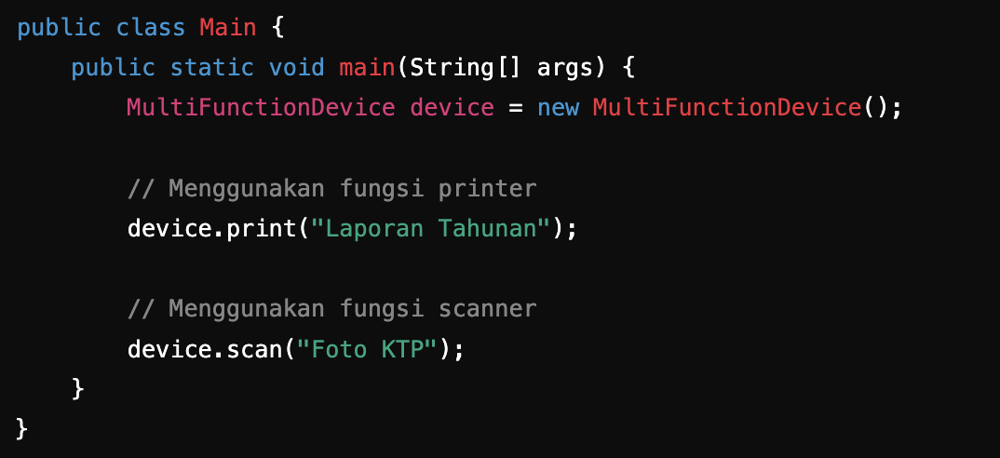 public class Main {
    public static void main(String[] args) {
        MultiFunctionDevice device = new MultiFunctionDevice();
        // Menggunakan fungsi printer
        device.print("Laporan Tahunan");
        // Menggunakan fungsi scanner
        device.scan("Foto KTP");
    }
}